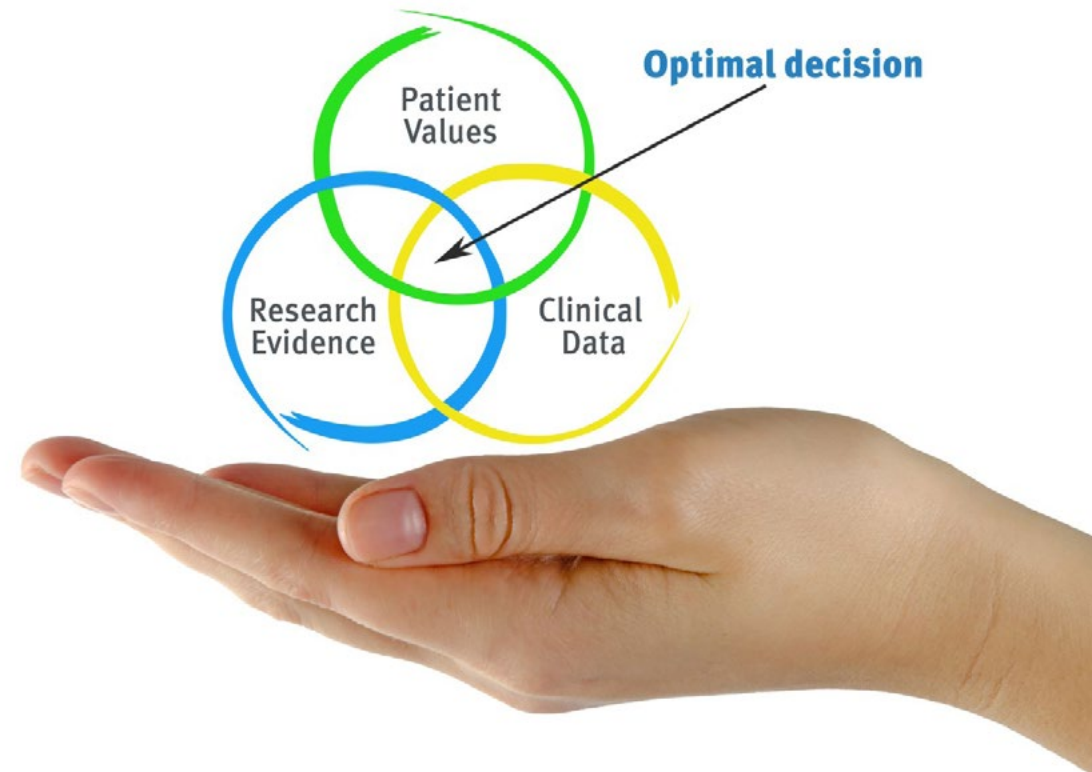 Optimal decision
Patient
Values
Research
Evidence
Clinical
Data